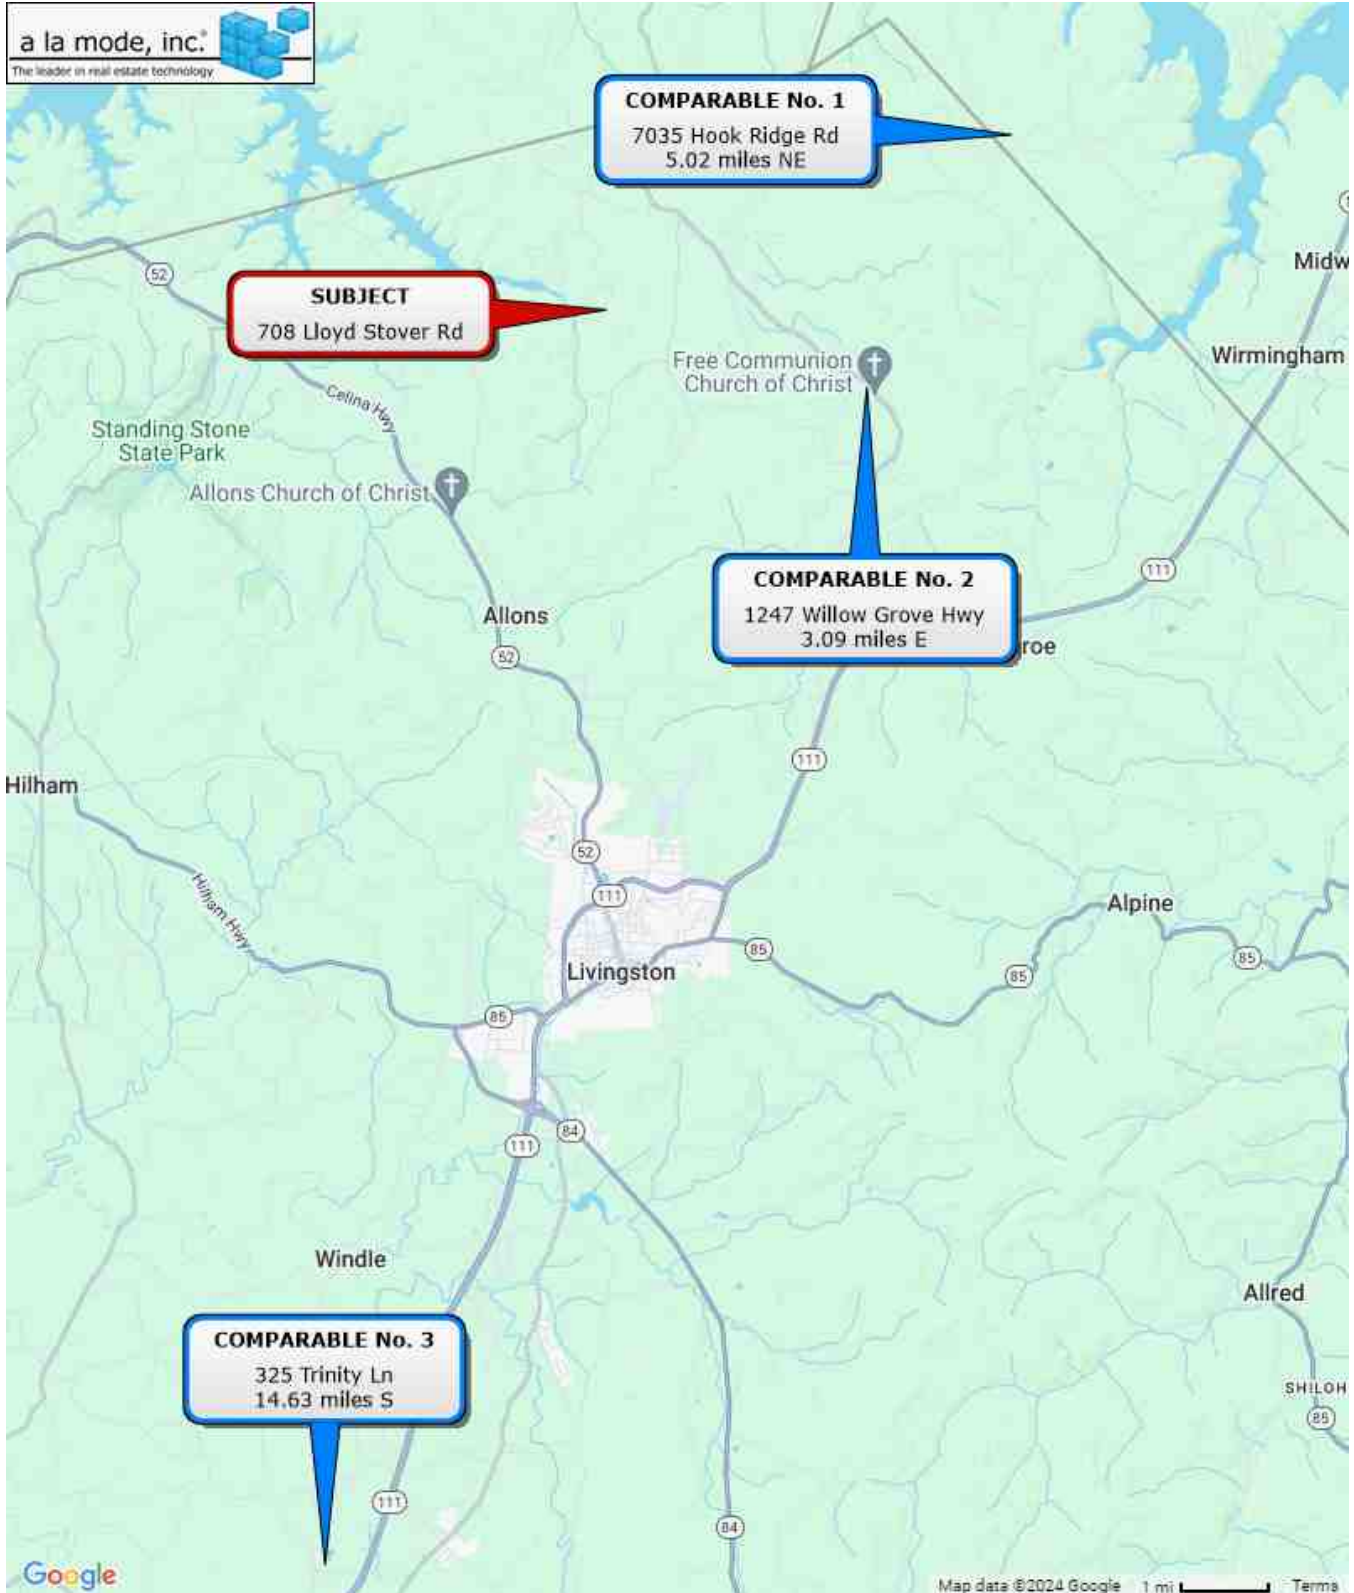 a la mode, inc.®
The leader in real estate technology
COMPARABLE No. 1
7035 Hook Ridge Rd
5.02 miles NE
Midw
52
SUBJECT
708 Lloyd Stover Rd
Free Communion
Church of Christ
Wirmingham
Celina Hwy
Standing Stone
State Park
Allons Church of Christ
111
COMPARABLE No. 2
1247 Willow Grove Hwy
3.09 miles E
Allons
52
roe
111
Hilham
52
111
Hilham Hwy
Alpine
85
85
85
Livingston
85
84
111
Windle
Allred
COMPARABLE No. 3
325 Trinity Ln
14.63 miles S
SHILOH
85
111
84
Google
Map data ©2024 Google 1 mi Terms